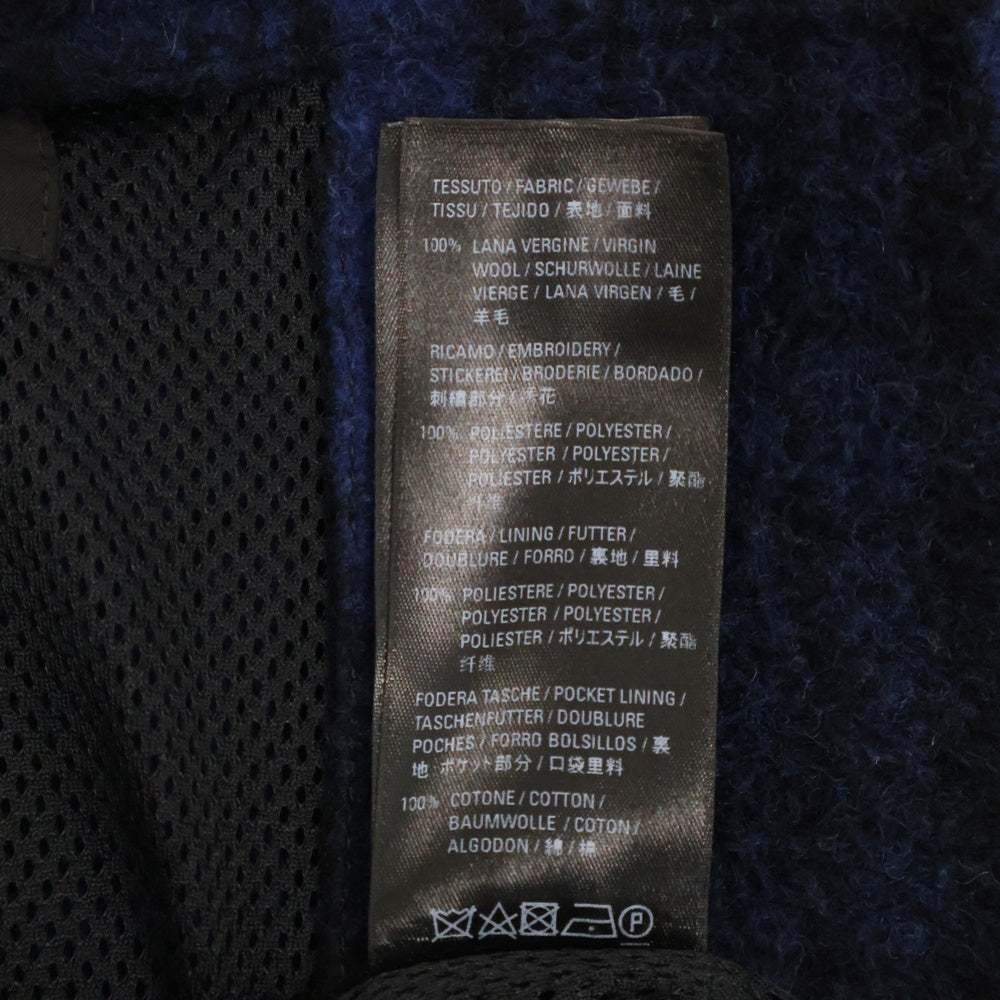 TESSUTO / FABRIC / GEWEBE /
TISSU / TEJIDO / 表地 / 面料
100% LANA VERGINE / VIRGIN
WOOL / SCHURWOLLE / LAINE
VIERGE / LANA VIRGEN / 毛 /
羊毛
RICAMO / EMBROIDERY /
STICKEREI / BRODERIE / BORDADO /
刺繍部分 / 秀花
100% POLIESTERE / POLYESTER /
POLYESTER / POLYESTER /
POLIESTER / ポリエステル / 聚酯
纤维
FODERA / LINING / FUTTER /
DOUBLURE / FORRO / 裏地 / 里料
100% POLIESTERE / POLYESTER /
POLYESTER / POLYESTER /
POLIESTER / ポリエステル / 聚酯
纤维
FODERA TASCHE / POCKET LINING /
TASCHENFUTTER / DOUBLURE
POCHES / FORRO BOLSILLOS / 裏
地 ポケット部分 / 口袋里料
100% COTONE / COTTON /
BAUMWOLLE / COTON /
ALGODON / 綿 / 棉
P